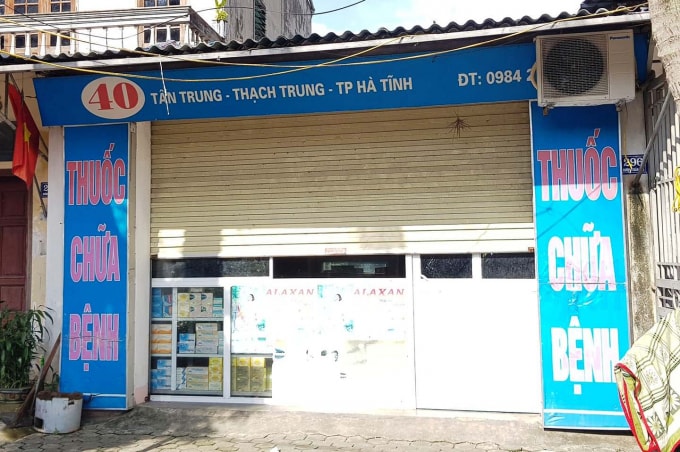 40
TÂN TRUNG - THẠCH TRUNG - TP HÀ TĨNH
ĐT: 0984 2
Panasonic
THUỐC
CHỮA
BỆNH
THUỐC
CHỮA
BỆNH
296
ALAXAN
ALAXAN